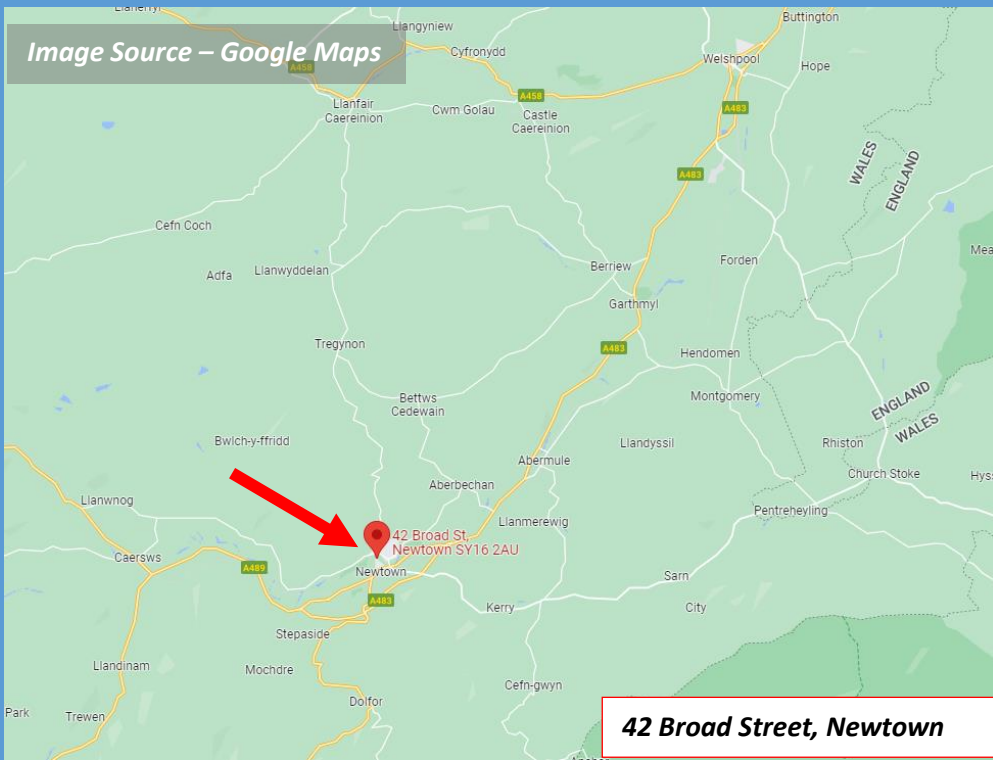 Llanerfyl
Llangyniew
Buttington
Image Source – Google Maps
Cyfronydd
Welshpool
Hope
A458
A458
Llanfair
Caereinion
Cwm Golau
Castle
Caereinion
A483
WALES
ENGLAND
A483
Cefn Coch
Adfa
Llanwyddelan
Berriew
Forden
Mea
Garthmyl
Tregynon
A483
Hendomen
Bettws
Cedewain
Montgomery
ENGLAND
WALES
Bwlch-y-ffridd
Llandyssil
Rhiston
Abermule
Church Stoke
Hyss
Aberbechan
Llanwnog
Pentreheyling
Llanmerewig
42 Broad St,
Newtown SY16 2AU
Caersws
A489
Newtown
Sarn
A483
Kerry
City
Stepaside
Llandinam
Mochdre
Cefn-gwyn
Dolfor
Park
Trewen
42 Broad Street, Newtown